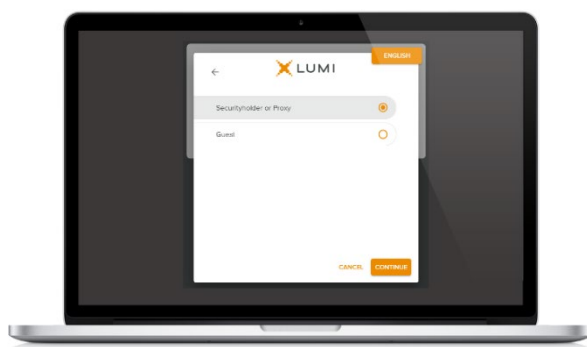 ENGLISH
LUMI
Securityholder or Proxy
Guest
CANCEL CONTINUE